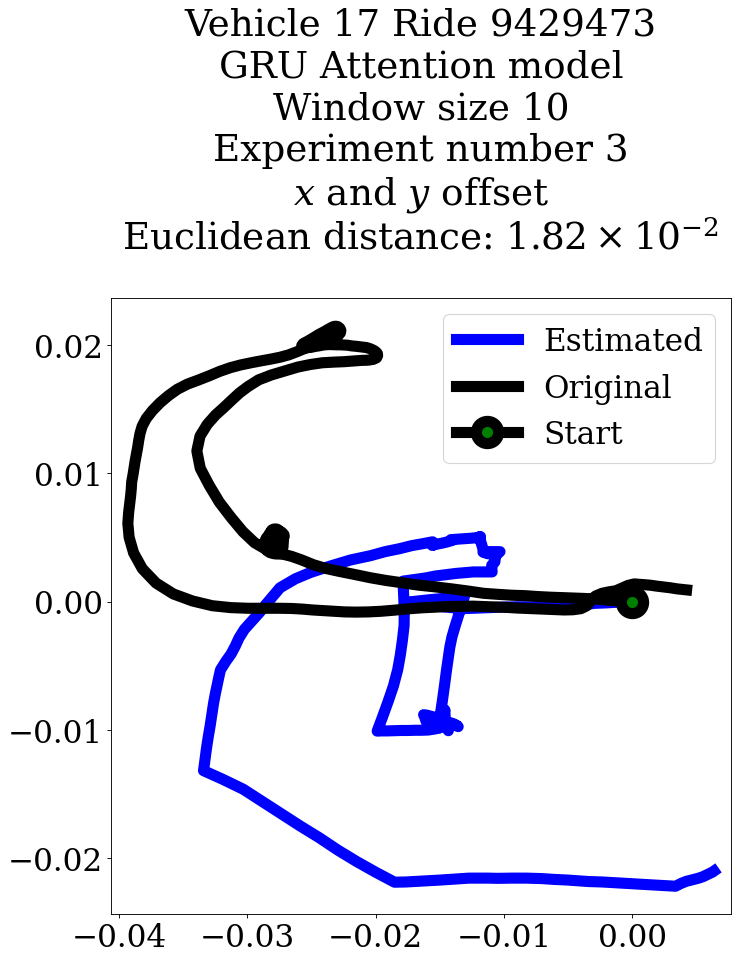 Vehicle 17 Ride 9429473
GRU Attention model
Window size 10
Experiment number 3
x and y offset
Euclidean distance: 1.82 × 10⁻²
Estimated
Original
Start
0.02
0.01
0.00
−0.01
−0.02
−0.04 −0.03 −0.02 −0.01 0.00